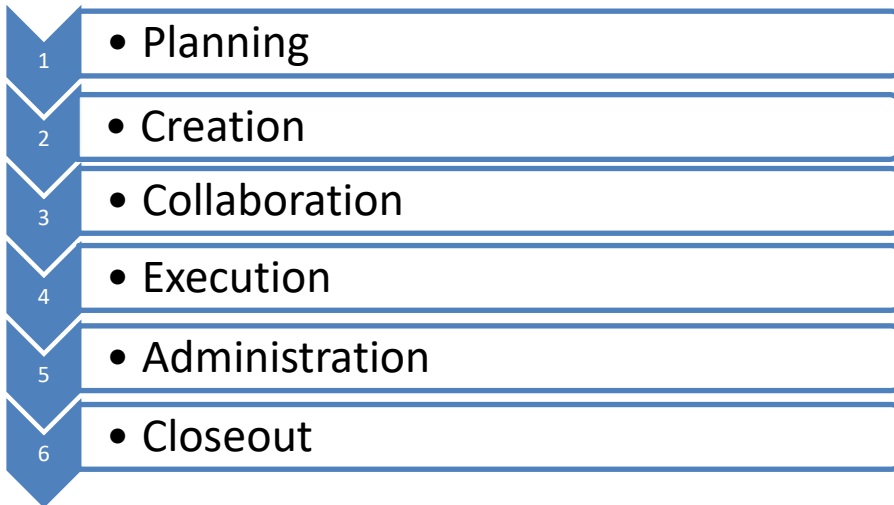 1 • Planning
2 • Creation
3 • Collaboration
4 • Execution
5 • Administration
6 • Closeout